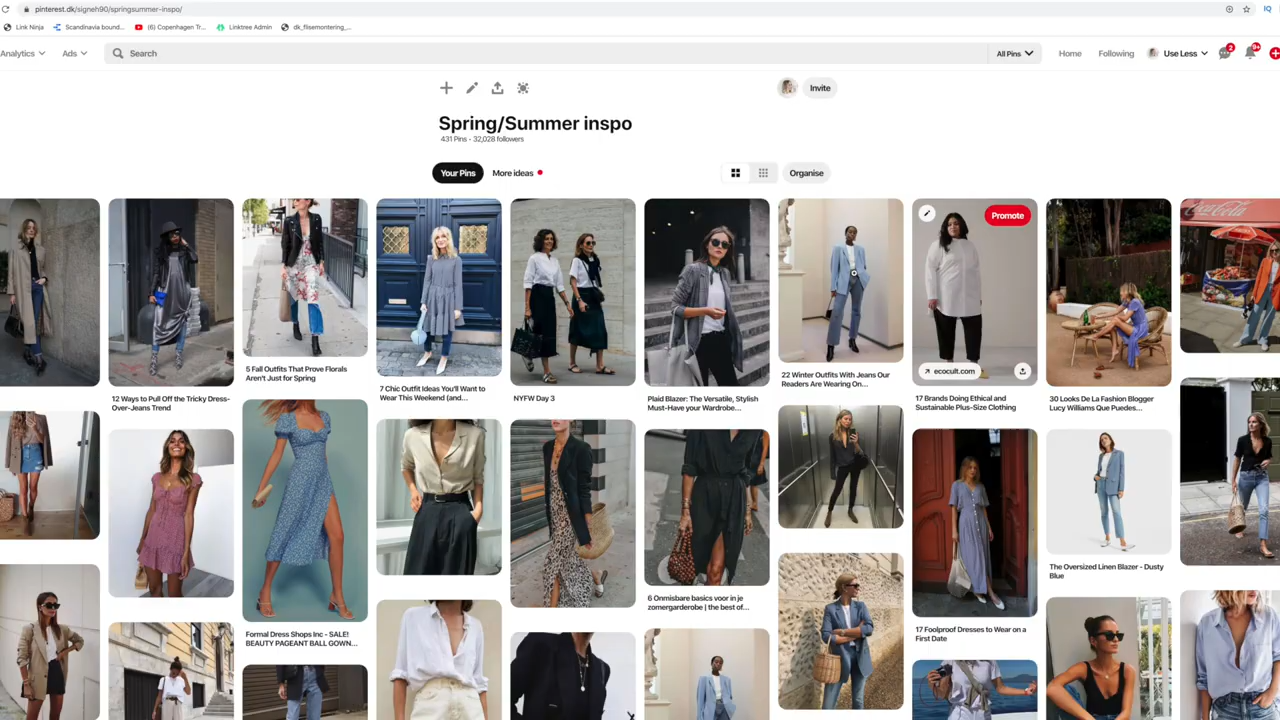 pinterest.dk/signeh90/springsummer-inspo/
Link Ninja
Scandinavia bound...
(6) Copenhagen Tr...
Linktree Admin
dk_flisemontering_...
Analytics
Ads
Search
All Pins
Home
Following
Use Less
2
9+
Invite
Spring/Summer inspo
431 Pins • 32,028 followers
Your Pins
More ideas
Organise
Promote
Coca-Cola
ecocult.com
5 Fall Outfits That Prove Florals
Aren't Just for Spring
7 Chic Outfit Ideas You'll Want to
Wear This Weekend (and...
22 Winter Outfits With Jeans Our
Readers Are Wearing On...
12 Ways to Pull Off the Tricky Dress-
Over-Jeans Trend
NYFW Day 3
Plaid Blazer: The Versatile, Stylish
Must-Have your Wardrobe...
17 Brands Doing Ethical and
Sustainable Plus-Size Clothing
30 Looks De La Fashion Blogger
Lucy Williams Que Puedes...
The Oversized Linen Blazer - Dusty
Blue
6 Onmisbare basics voor in je
zomergarderobe | the best of...
Formal Dress Shops Inc - SALE!
BEAUTY PAGEANT BALL GOWN...
17 Foolproof Dresses to Wear on a
First Date